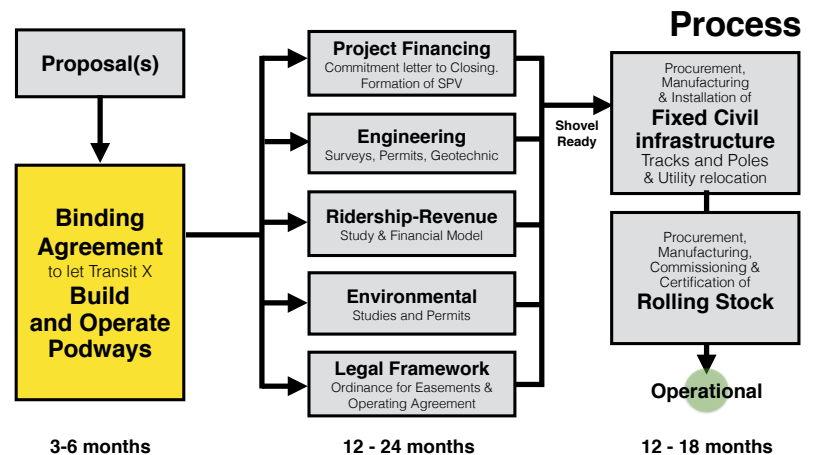 Process
Proposal(s)
Binding
Agreement
to let Transit X
Build
and Operate
Podways
3-6 months
Project Financing
Commitment letter to Closing.
Formation of SPV
Engineering
Surveys, Permits, Geotechnic
Ridership-Revenue
Study & Financial Model
Environmental
Studies and Permits
Legal Framework
Ordinance for Easements &
Operating Agreement
12 - 24 months
Shovel
Ready
Procurement,
Manufacturing
& Installation of
Fixed Civil
infrastructure
Tracks and Poles
& Utility relocation
Procurement,
Manufacturing,
Commissioning &
Certification of
Rolling Stock
Operational
12 - 18 months